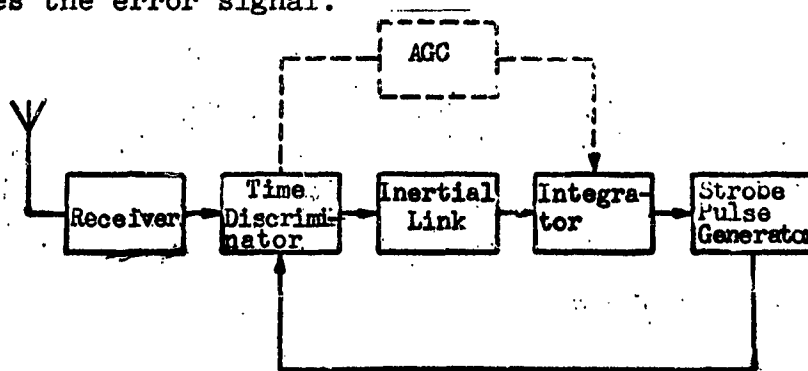 es the error signal.
AGC
Receiver
Time
Discrimi-
nator
Inertial
Link
Integra-
tor
Strobe
Pulse
Generator